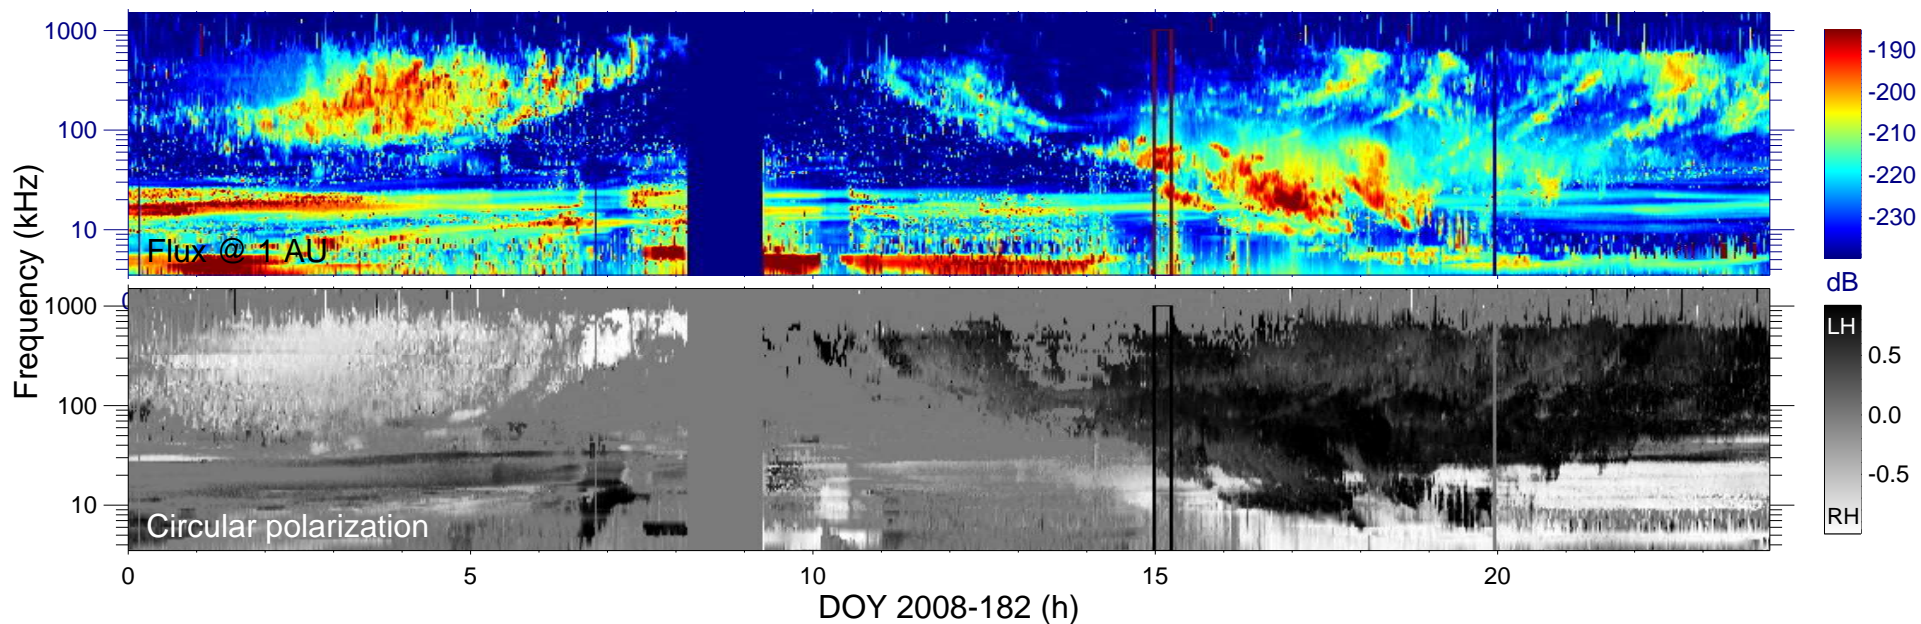 1000
100
10
Flux @ 1 AU
-190
-200
-210
-220
-230
dB
Frequency (kHz)
0
1000
100
10
Circular polarization
LH
0.5
0.0
-0.5
RH
0 5 10 15 20
DOY 2008-182 (h)